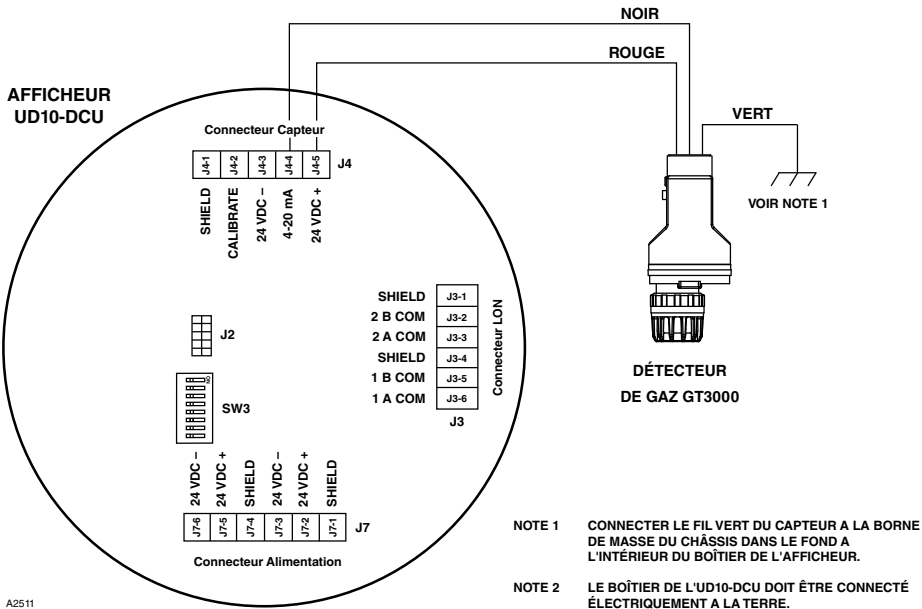 NOIR
ROUGE
AFFICHEUR
UD10-DCU
VERT
Connecteur Capteur
J4-1
J4-2
J4-3
J4-4
J4-5
J4
SHIELD
CALIBRATE
24 VDC –
4-20 mA
24 VDC +
VOIR NOTE 1
SHIELD J3-1
2 B COM J3-2
2 A COM J3-3
SHIELD J3-4
1 B COM J3-5
1 A COM J3-6
Connecteur LON
J3
J2
ON
SW3
DÉTECTEUR
DE GAZ GT3000
24 VDC –
24 VDC +
SHIELD
24 VDC –
24 VDC +
SHIELD
J7-6
J7-5
J7-4
J7-3
J7-2
J7-1
J7
Connecteur Alimentation
NOTE 1 CONNECTER LE FIL VERT DU CAPTEUR A LA BORNE
DE MASSE DU CHÂSSIS DANS LE FOND A
L'INTÉRIEUR DU BOÎTIER DE L'AFFICHEUR.
NOTE 2 LE BOÎTIER DE L'UD10-DCU DOIT ÊTRE CONNECTÉ
ÉLECTRIQUEMENT A LA TERRE.
A2511